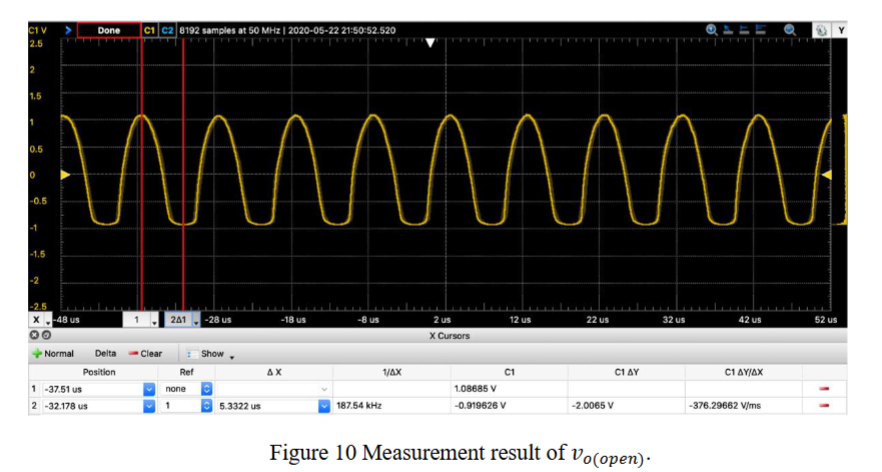 C1 V Done C1 C2 8192 samples at 50 MHz | 2020-05-22 21:50:52.520 Y
2.5
2
1.5
1
0.5
0
-0.5
-1
-1.5
-2
-2.5
X -48 us 1 2Δ1 -28 us -18 us -8 us 2 us 12 us 22 us 32 us 42 us 52 us
X Cursors
Normal Delta Clear Show
Position Ref Δ X 1/ΔX C1 C1 ΔY C1 ΔY/ΔX
1 -37.51 us none 1.08685 V
2 -32.178 us 1 5.3322 us 187.54 kHz -0.919626 V -2.0065 V -376.29662 V/ms
Figure 10 Measurement result of v_{o(open)}.